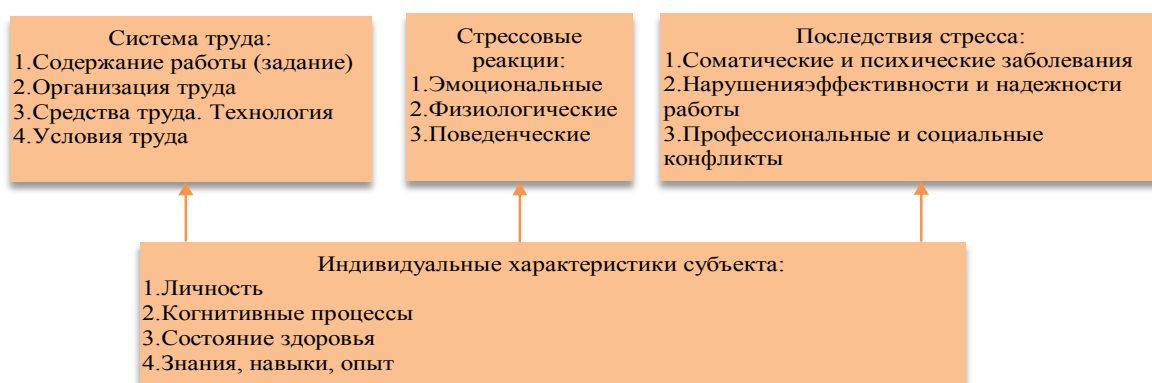 Система труда:
1.Содержание работы (задание)
2.Организация труда
3.Средства труда. Технология
4.Условия труда
Стрессовые
реакции:
1.Эмоциональные
2.Физиологические
3.Поведенческие
Последствия стресса:
1.Соматические и психические заболевания
2.Нарушенияэффективности и надежности
работы
3.Профессиональные и социальные
конфликты
Индивидуальные характеристики субъекта:
1.Личность
2.Когнитивные процессы
3.Состояние здоровья
4.Знания, навыки, опыт